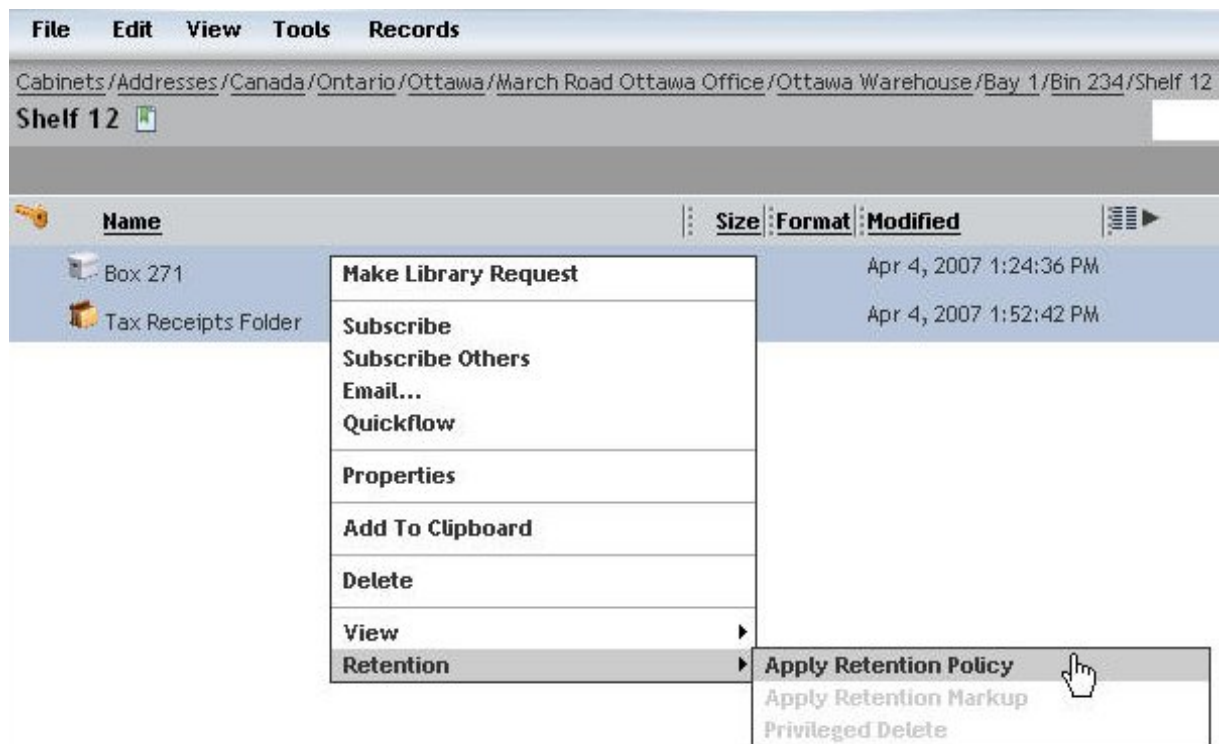 File Edit View Tools Records
Cabinets/Addresses/Canada/Ontario/Ottawa/March Road Ottawa Office/Ottawa Warehouse/Bay 1/Bin 234/Shelf 12
Shelf 12
Name Size Format Modified
Box 271 Apr 4, 2007 1:24:36 PM
Tax Receipts Folder Apr 4, 2007 1:52:42 PM
Make Library Request
Subscribe
Subscribe Others
Email...
Quickflow
Properties
Add To Clipboard
Delete
View
Retention
Apply Retention Policy
Apply Retention Markup
Privileged Delete